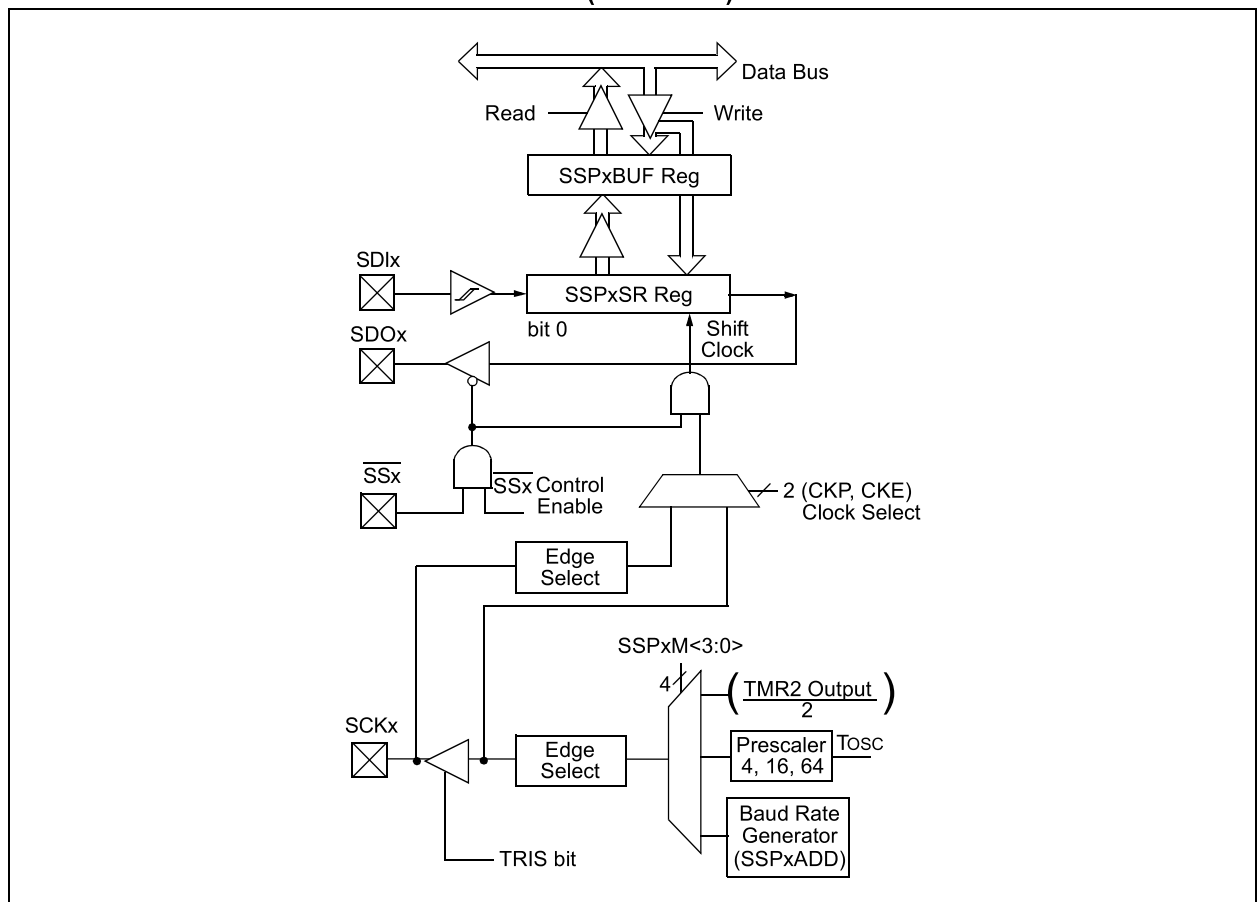 Data Bus
Read
Write
SSPxBUF Reg
SDIx
SSPxSR Reg
bit 0
Shift
Clock
SDOx
SSx
SSx Control
Enable
2 (CKP, CKE)
Clock Select
Edge
Select
SSPxM<3:0>
4
(TMR2 Output
2)
SCKx
Edge
Select
Prescaler
4, 16, 64
TOSC
Baud Rate
Generator
(SSPxADD)
TRIS bit